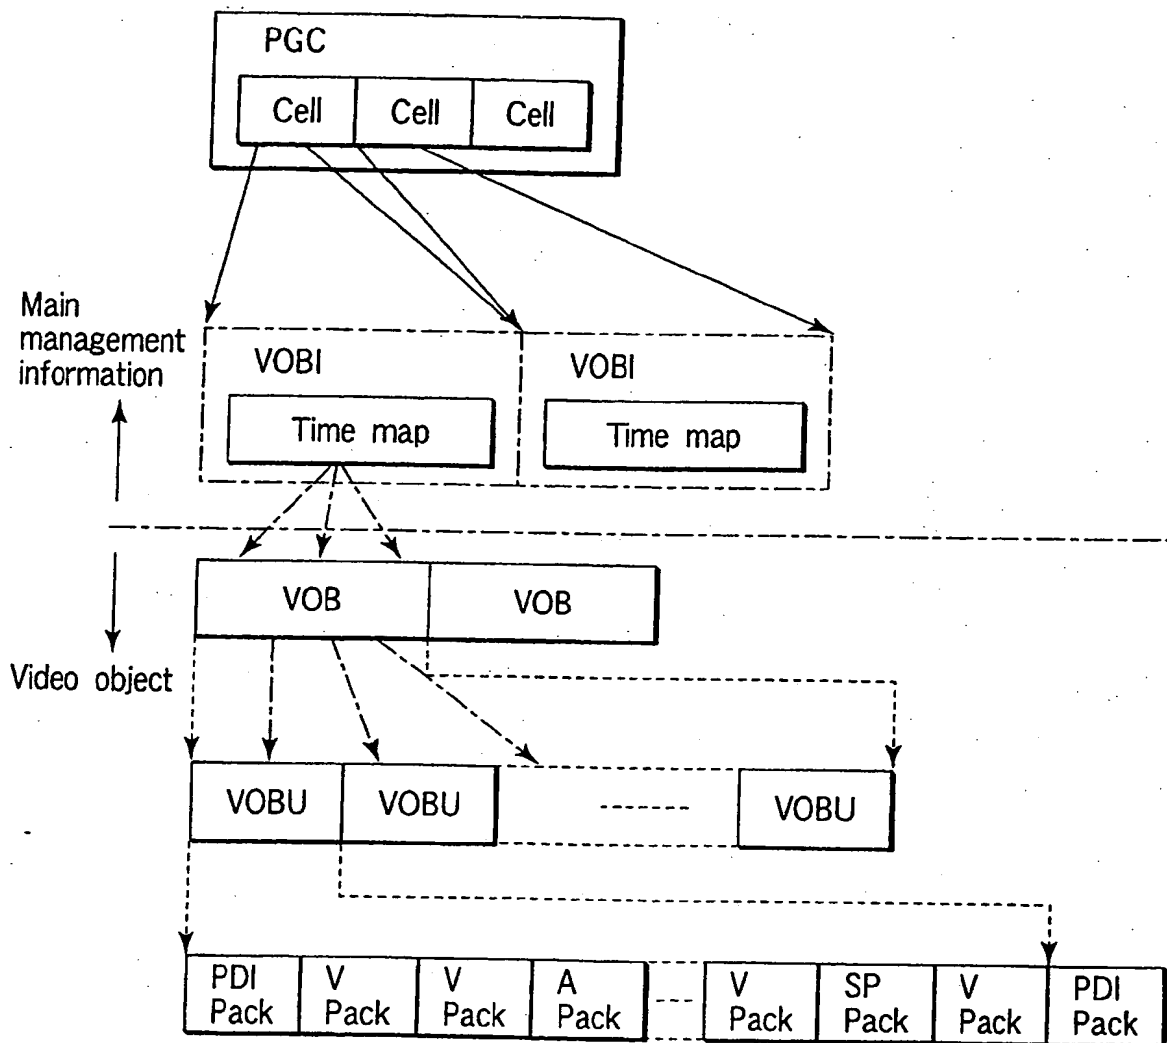 PGC
Cell
Cell
Cell
Main
management
information
VOBI
VOBI
Time map
Time map
VOB
VOB
Video object
VOBU
VOBU
VOBU
PDI
Pack
V
Pack
V
Pack
A
Pack
V
Pack
SP
Pack
V
Pack
PDI
Pack